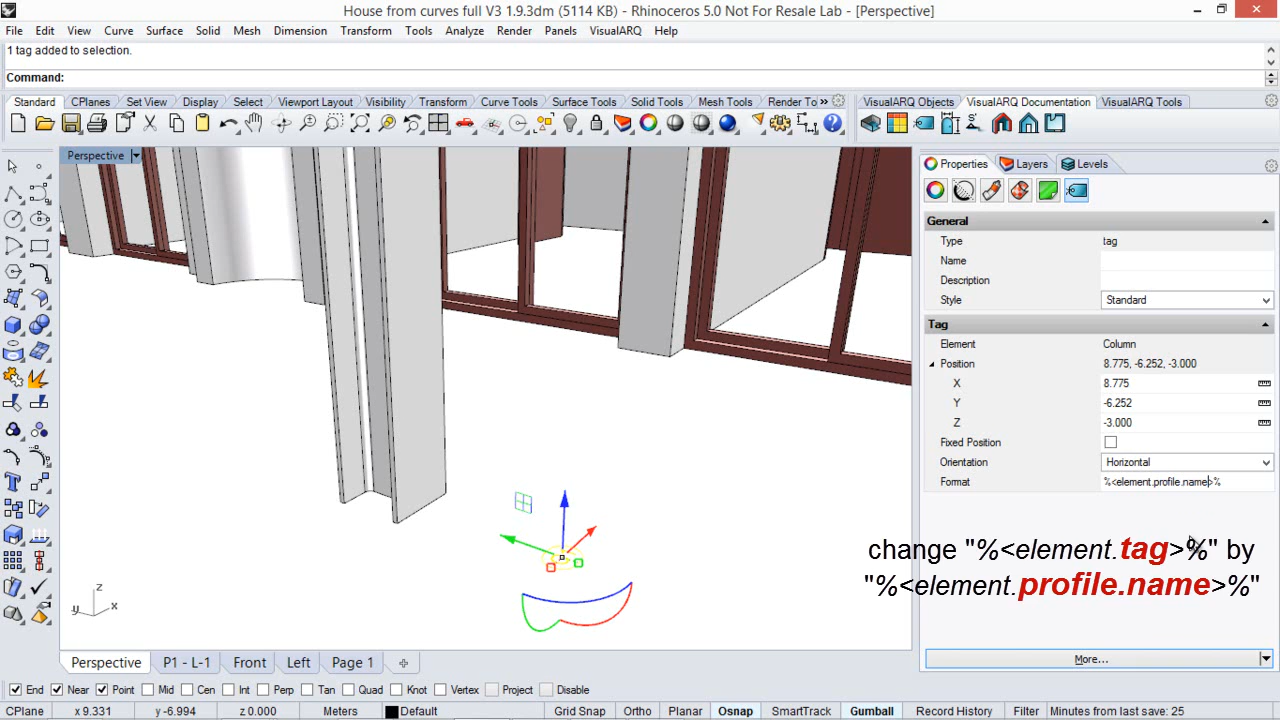 House from curves full V3 1.9.3dm (5114 KB) - Rhinoceros 5.0 Not For Resale Lab - [Perspective]
File Edit View Curve Surface Solid Mesh Dimension Transform Tools Analyze Render Panels VisualARQ Help
1 tag added to selection.
Command:
Standard CPlanes Set View Display Select Viewport Layout Visibility Transform Curve Tools Surface Tools Solid Tools Mesh Tools Render To » VisualARQ Objects VisualARQ Documentation VisualARQ Tools
Perspective
Properties Layers Levels
General
Type tag
Name
Description
Style Standard
Tag
Element Column
Position 8.775, -6.252, -3.000
X 8.775
Y -6.252
Z -3.000
Fixed Position
Orientation Horizontal
Format %<element.profile.name>%
change "%<element.tag>%" by
"%<element.profile.name>%"
z
y x
More...
Perspective P1 - L-1 Front Left Page 1
End Near Point Mid Cen Int Perp Tan Quad Knot Vertex Project Disable
CPlane x 9.331 y -6.994 z 0.000 Meters Default Grid Snap Ortho Planar Osnap SmartTrack Gumball Record History Filter Minutes from last save: 25